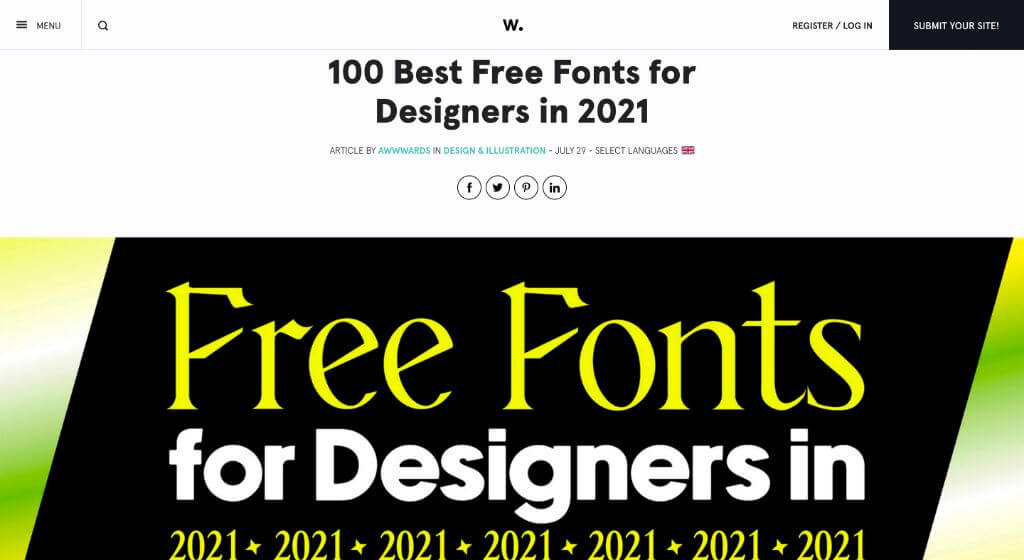 MENU
W.
REGISTER / LOG IN
SUBMIT YOUR SITE!
100 Best Free Fonts for
Designers in 2021
ARTICLE BY AWWWARDS IN DESIGN & ILLUSTRATION - JULY 29 - SELECT LANGUAGES
f
in
Free Fonts
for Designers in
2021 ✦ 2021 ✦ 2021 ✦ 2021 ✦ 2021 ✦ 2021 ✦ 2021